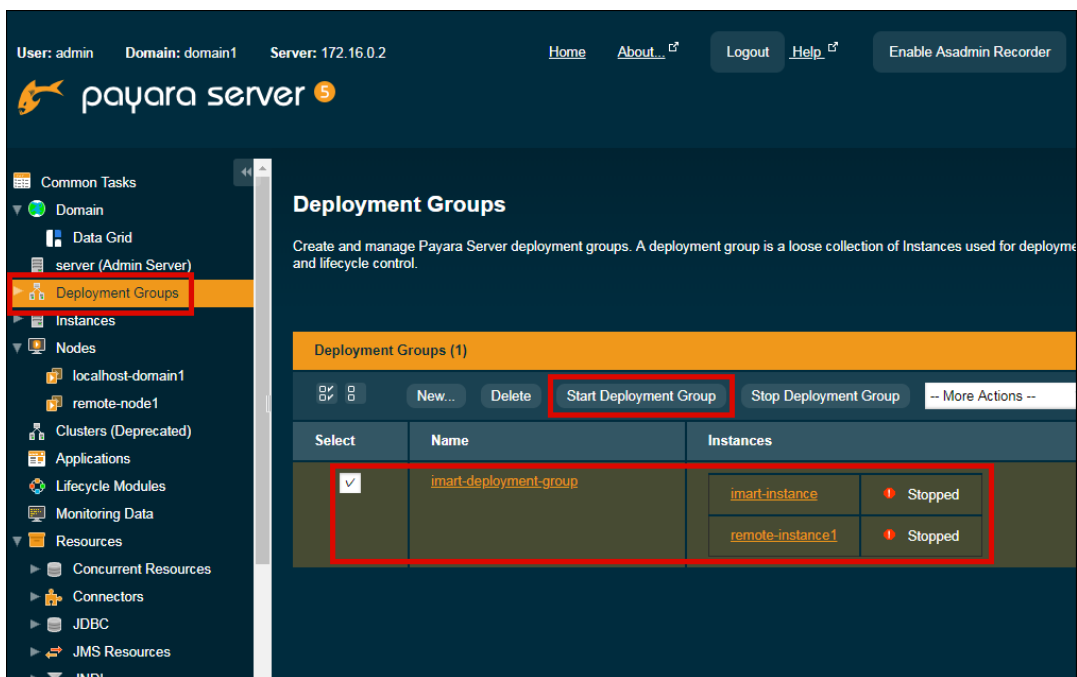 User: admin Domain: domain1 Server: 172.16.0.2 Home About... Logout Help Enable Asadmin Recorder
payara server 5
Common Tasks
Domain
Data Grid
server (Admin Server)
Deployment Groups
Instances
Nodes
localhost-domain1
remote-node1
Clusters (Deprecated)
Applications
Lifecycle Modules
Monitoring Data
Resources
Concurrent Resources
Connectors
JDBC
JMS Resources
Deployment Groups
Create and manage Payara Server deployment groups. A deployment group is a loose collection of Instances used for deployme
and lifecycle control.
Deployment Groups (1)
New... Delete Start Deployment Group Stop Deployment Group -- More Actions --
Select Name Instances
imart-deployment-group imart-instance Stopped
remote-instance1 Stopped